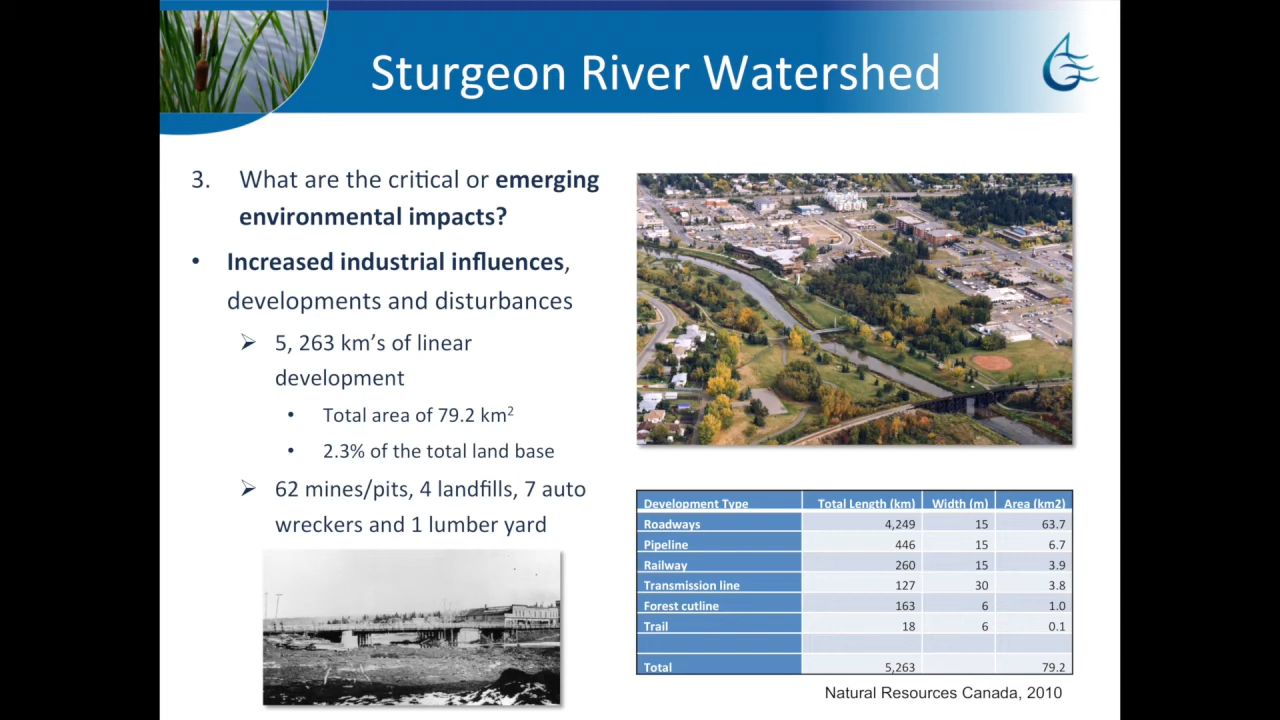 Sturgeon River Watershed
3. What are the critical or emerging
environmental impacts?
• Increased industrial influences,
developments and disturbances
➢ 5, 263 km’s of linear
development
• Total area of 79.2 km²
• 2.3% of the total land base
➢ 62 mines/pits, 4 landfills, 7 auto
wreckers and 1 lumber yard
Development Type Total Length (km) Width (m) Area (km2)
Roadways 4,249 15 63.7
Pipeline 446 15 6.7
Railway 260 15 3.9
Transmission line 127 30 3.8
Forest cutline 163 6 1.0
Trail 18 6 0.1
Total 5,263 79.2
Natural Resources Canada, 2010